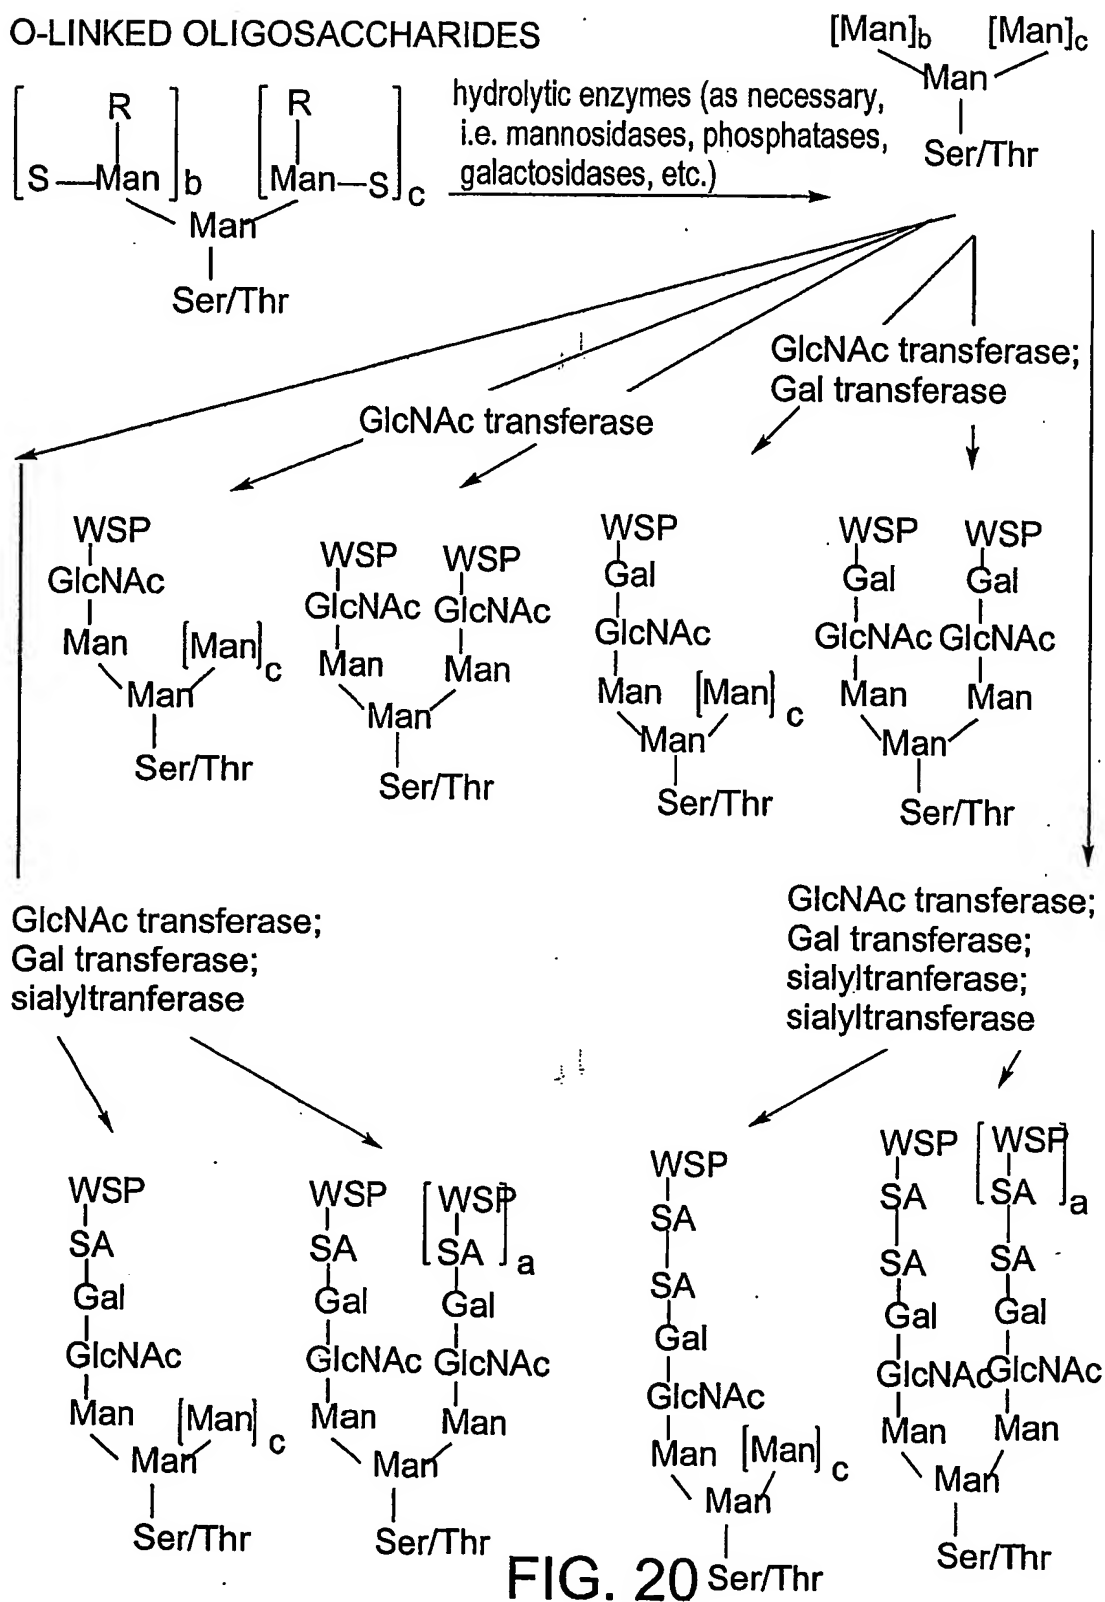 O-LINKED OLIGOSACCHARIDES
[Man]b [Man]c
Man
Ser/Thr
[S—Man]b [Man—S]c
R R
Man
Ser/Thr
hydrolytic enzymes (as necessary,
i.e. mannosidases, phosphatases,
galactosidases, etc.)
GlcNAc transferase
GlcNAc transferase;
Gal transferase
WSP
GlcNAc
Man [Man]c
Man
Ser/Thr
WSP WSP
GlcNAc GlcNAc
Man Man
Man
Ser/Thr
WSP
Gal
GlcNAc
Man [Man]c
Man
Ser/Thr
WSP WSP
Gal Gal
GlcNAc GlcNAc
Man Man
Man
Ser/Thr
GlcNAc transferase;
Gal transferase;
sialyltranferase
GlcNAc transferase;
Gal transferase;
sialyltranferase;
sialyltransferase
WSP
SA
Gal
GlcNAc
Man [Man]c
Man
Ser/Thr
WSP [WSP
SA SA]a
Gal Gal
GlcNAc GlcNAc
Man Man
Man
Ser/Thr
WSP
SA
SA
Gal
GlcNAc
Man [Man]c
Man
Ser/Thr
WSP [WSP
SA SA]a
SA SA
Gal Gal
GlcNAc GlcNAc
Man Man
Man
Ser/Thr
FIG. 20